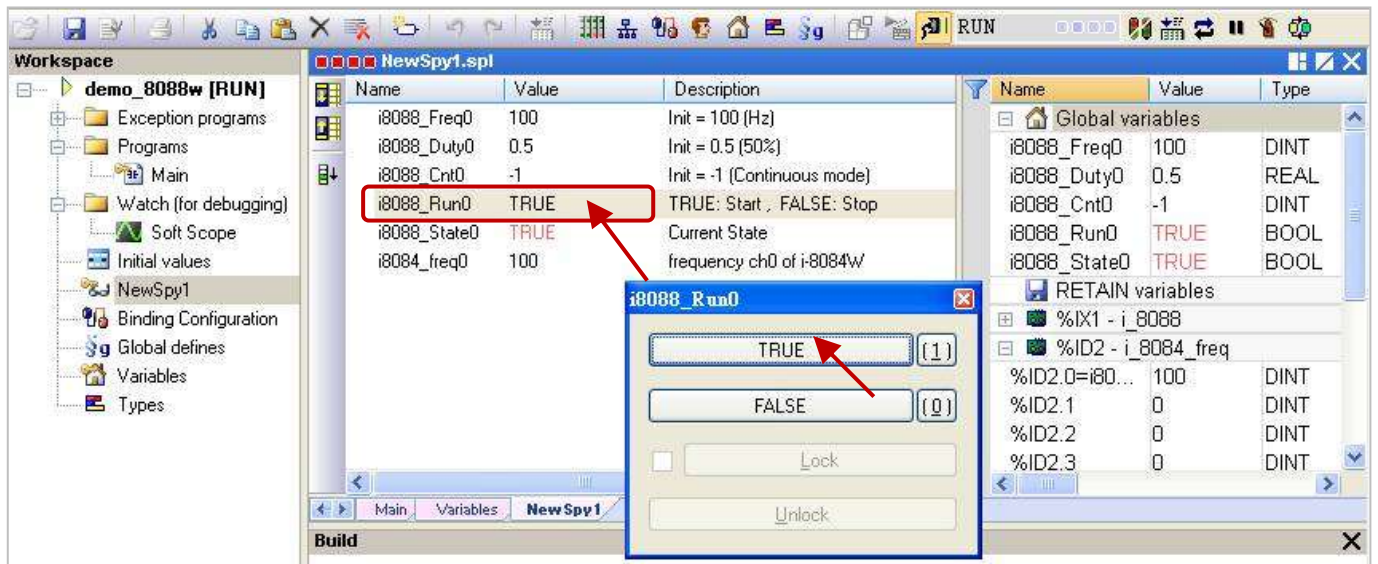 RUN
Workspace
demo_8088w [RUN]
Exception programs
Programs
Main
Watch (for debugging)
Soft Scope
Initial values
NewSpy1
Binding Configuration
Global defines
Variables
Types
NewSpy1.spl
Name Value Description
i8088_Freq0 100 Init = 100 (Hz)
i8088_Duty0 0.5 Init = 0.5 (50%)
i8088_Cnt0 -1 Init = -1 (Continuous mode)
i8088_Run0 TRUE TRUE: Start , FALSE: Stop
i8088_State0 TRUE Current State
i8084_freq0 100 frequency ch0 of i-8084W
Main Variables NewSpy1
Build
i8088_Run0
TRUE (1)
FALSE (0)
Lock
Unlock
Name Value Type
Global variables
i8088_Freq0 100 DINT
i8088_Duty0 0.5 REAL
i8088_Cnt0 -1 DINT
i8088_Run0 TRUE BOOL
i8088_State0 TRUE BOOL
RETAIN variables
%IX1 - i_8088
%ID2 - i_8084_freq
%ID2.0=i80... 100 DINT
%ID2.1 0 DINT
%ID2.2 0 DINT
%ID2.3 0 DINT